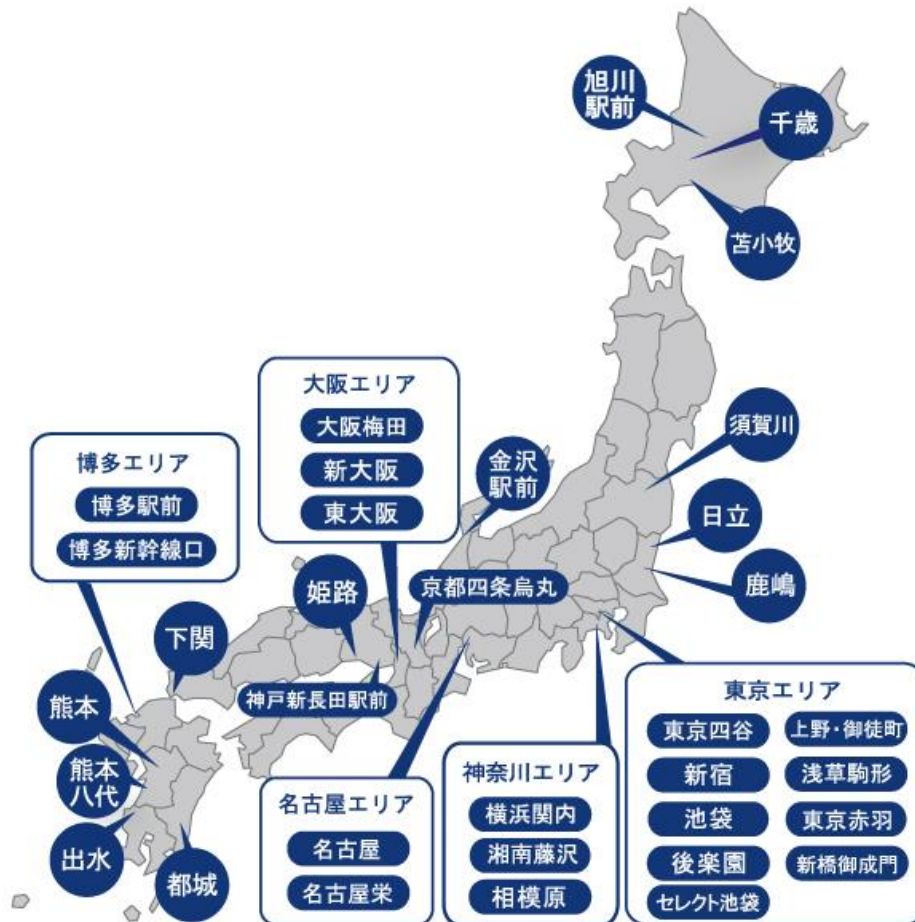 旭川
駅前
千歳
苫小牧
須賀川
日立
鹿嶋
大阪エリア
大阪梅田
新大阪
東大阪
金沢
駅前
博多エリア
博多駅前
博多新幹線口
姫路
京都四条烏丸
下関
神戸新長田駅前
熊本
熊本
八代
出水
都城
名古屋エリア
名古屋
名古屋栄
神奈川エリア
横浜関内
湘南藤沢
相模原
東京エリア
東京四谷
上野・御徒町
新宿
浅草駒形
池袋
東京赤羽
後楽園
新橋御成門
セレクト池袋